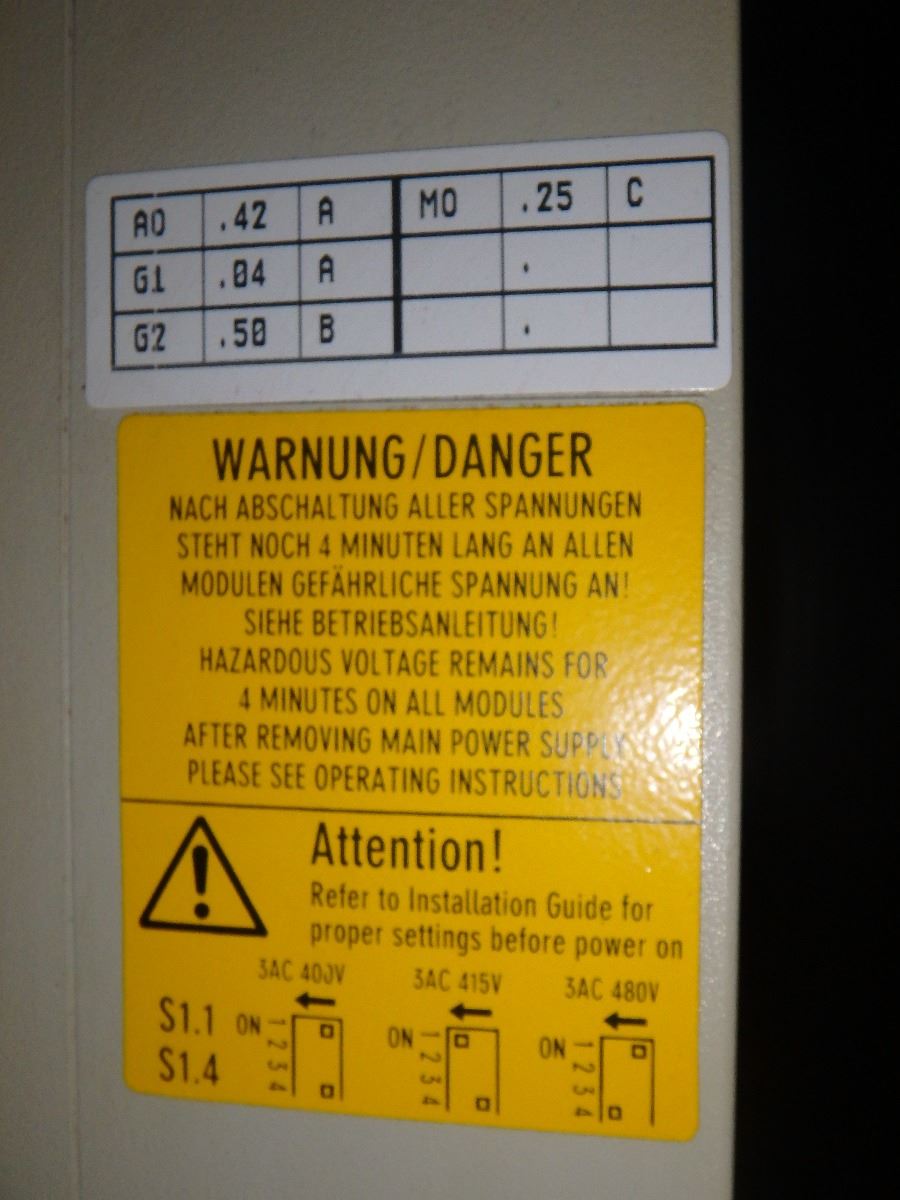 A0 .42 A M0 .25 C
G1 .04 A .
G2 .50 B .
WARNUNG/DANGER
NACH ABSCHALTUNG ALLER SPANNUNGEN
STEHT NOCH 4 MINUTEN LANG AN ALLEN
MODULEN GEFÄHRLICHE SPANNUNG AN!
SIEHE BETRIEBSANLEITUNG!
HAZARDOUS VOLTAGE REMAINS FOR
4 MINUTES ON ALL MODULES
AFTER REMOVING MAIN POWER SUPPLY
PLEASE SEE OPERATING INSTRUCTIONS
Attention!
Refer to Installation Guide for
proper settings before power on
3AC 400V 3AC 415V 3AC 480V
S1.1 ON 1 2 3 4 ON 1 2 3 4 ON 1 2 3 4
S1.4